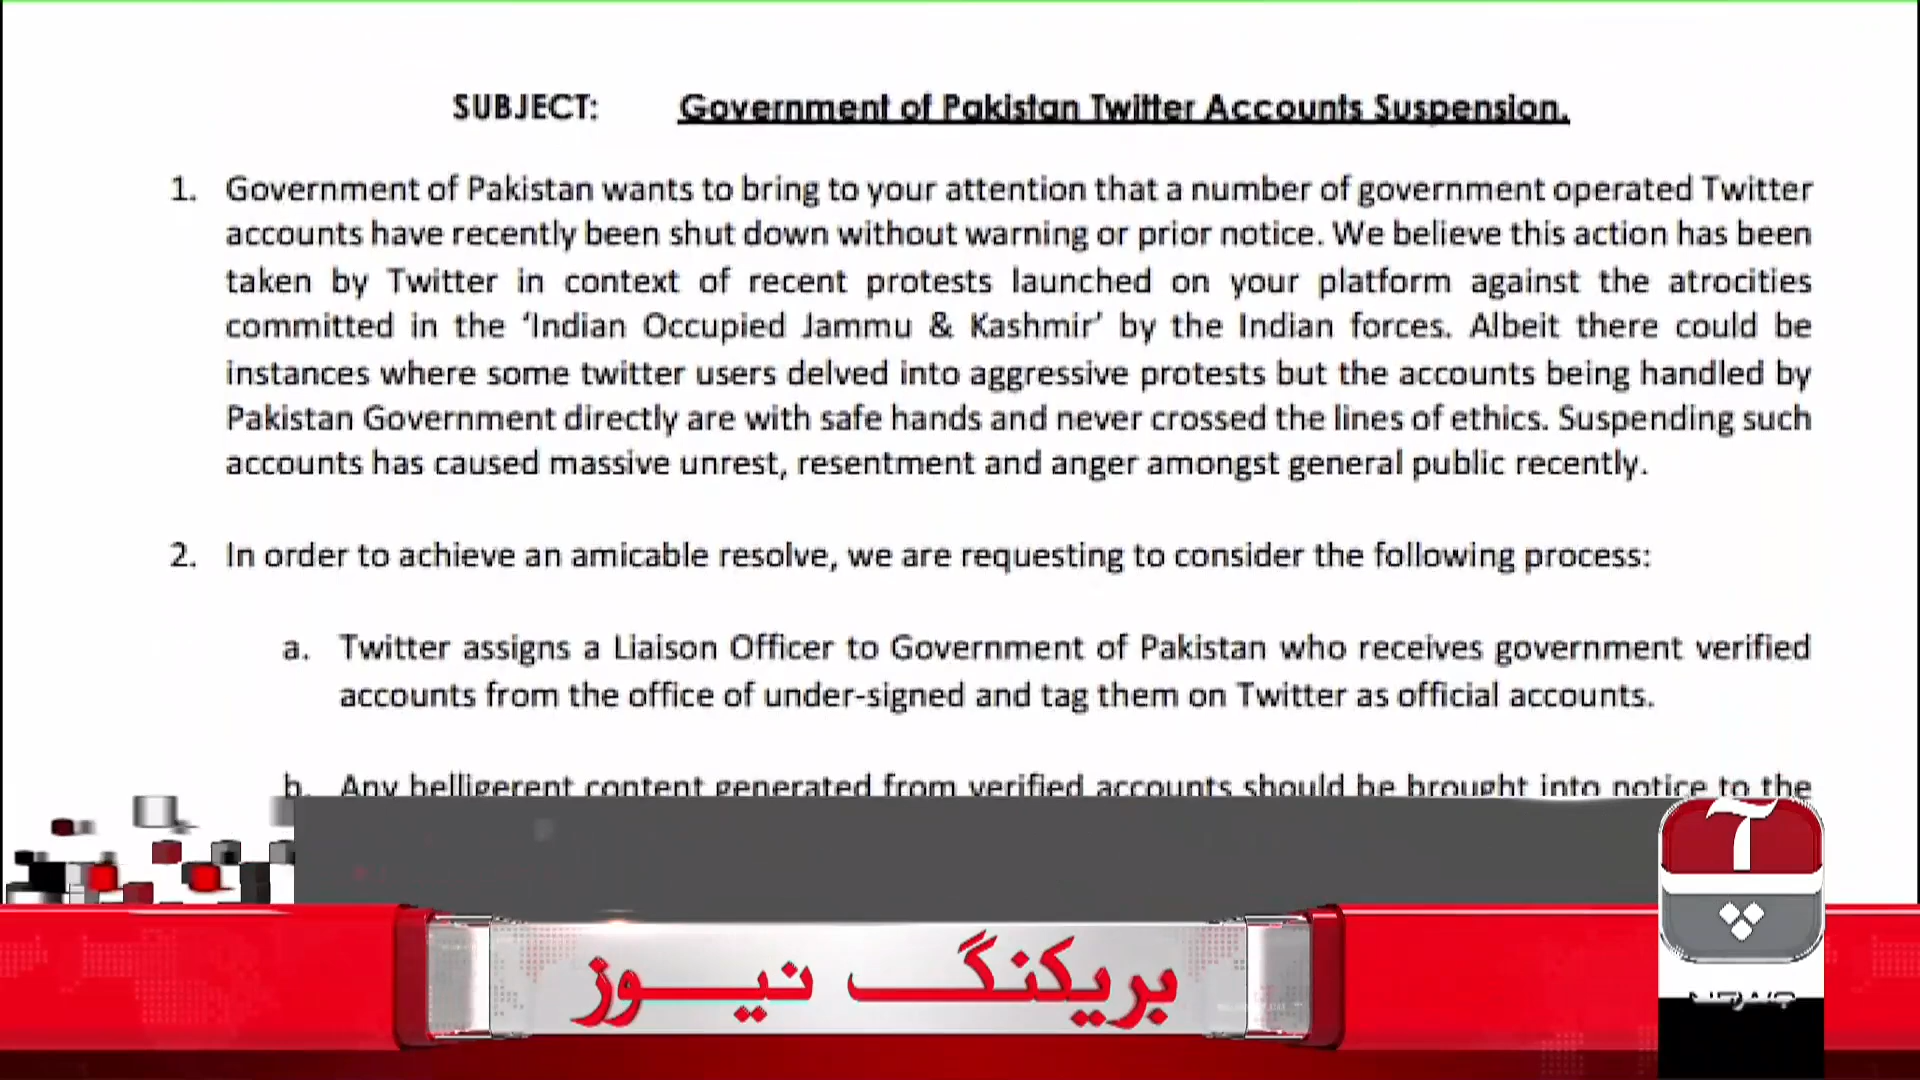 SUBJECT: Government of Pakistan Twitter Accounts Suspension.
1. Government of Pakistan wants to bring to your attention that a number of government operated Twitter
accounts have recently been shut down without warning or prior notice. We believe this action has been
taken by Twitter in context of recent protests launched on your platform against the atrocities
committed in the ‘Indian Occupied Jammu & Kashmir’ by the Indian forces. Albeit there could be
instances where some twitter users delved into aggressive protests but the accounts being handled by
Pakistan Government directly are with safe hands and never crossed the lines of ethics. Suspending such
accounts has caused massive unrest, resentment and anger amongst general public recently.
2. In order to achieve an amicable resolve, we are requesting to consider the following process:
a. Twitter assigns a Liaison Officer to Government of Pakistan who receives government verified
accounts from the office of under-signed and tag them on Twitter as official accounts.
b. Any belligerent content generated from verified accounts should be brought into notice to the
آپ
بریکنگ نیوز